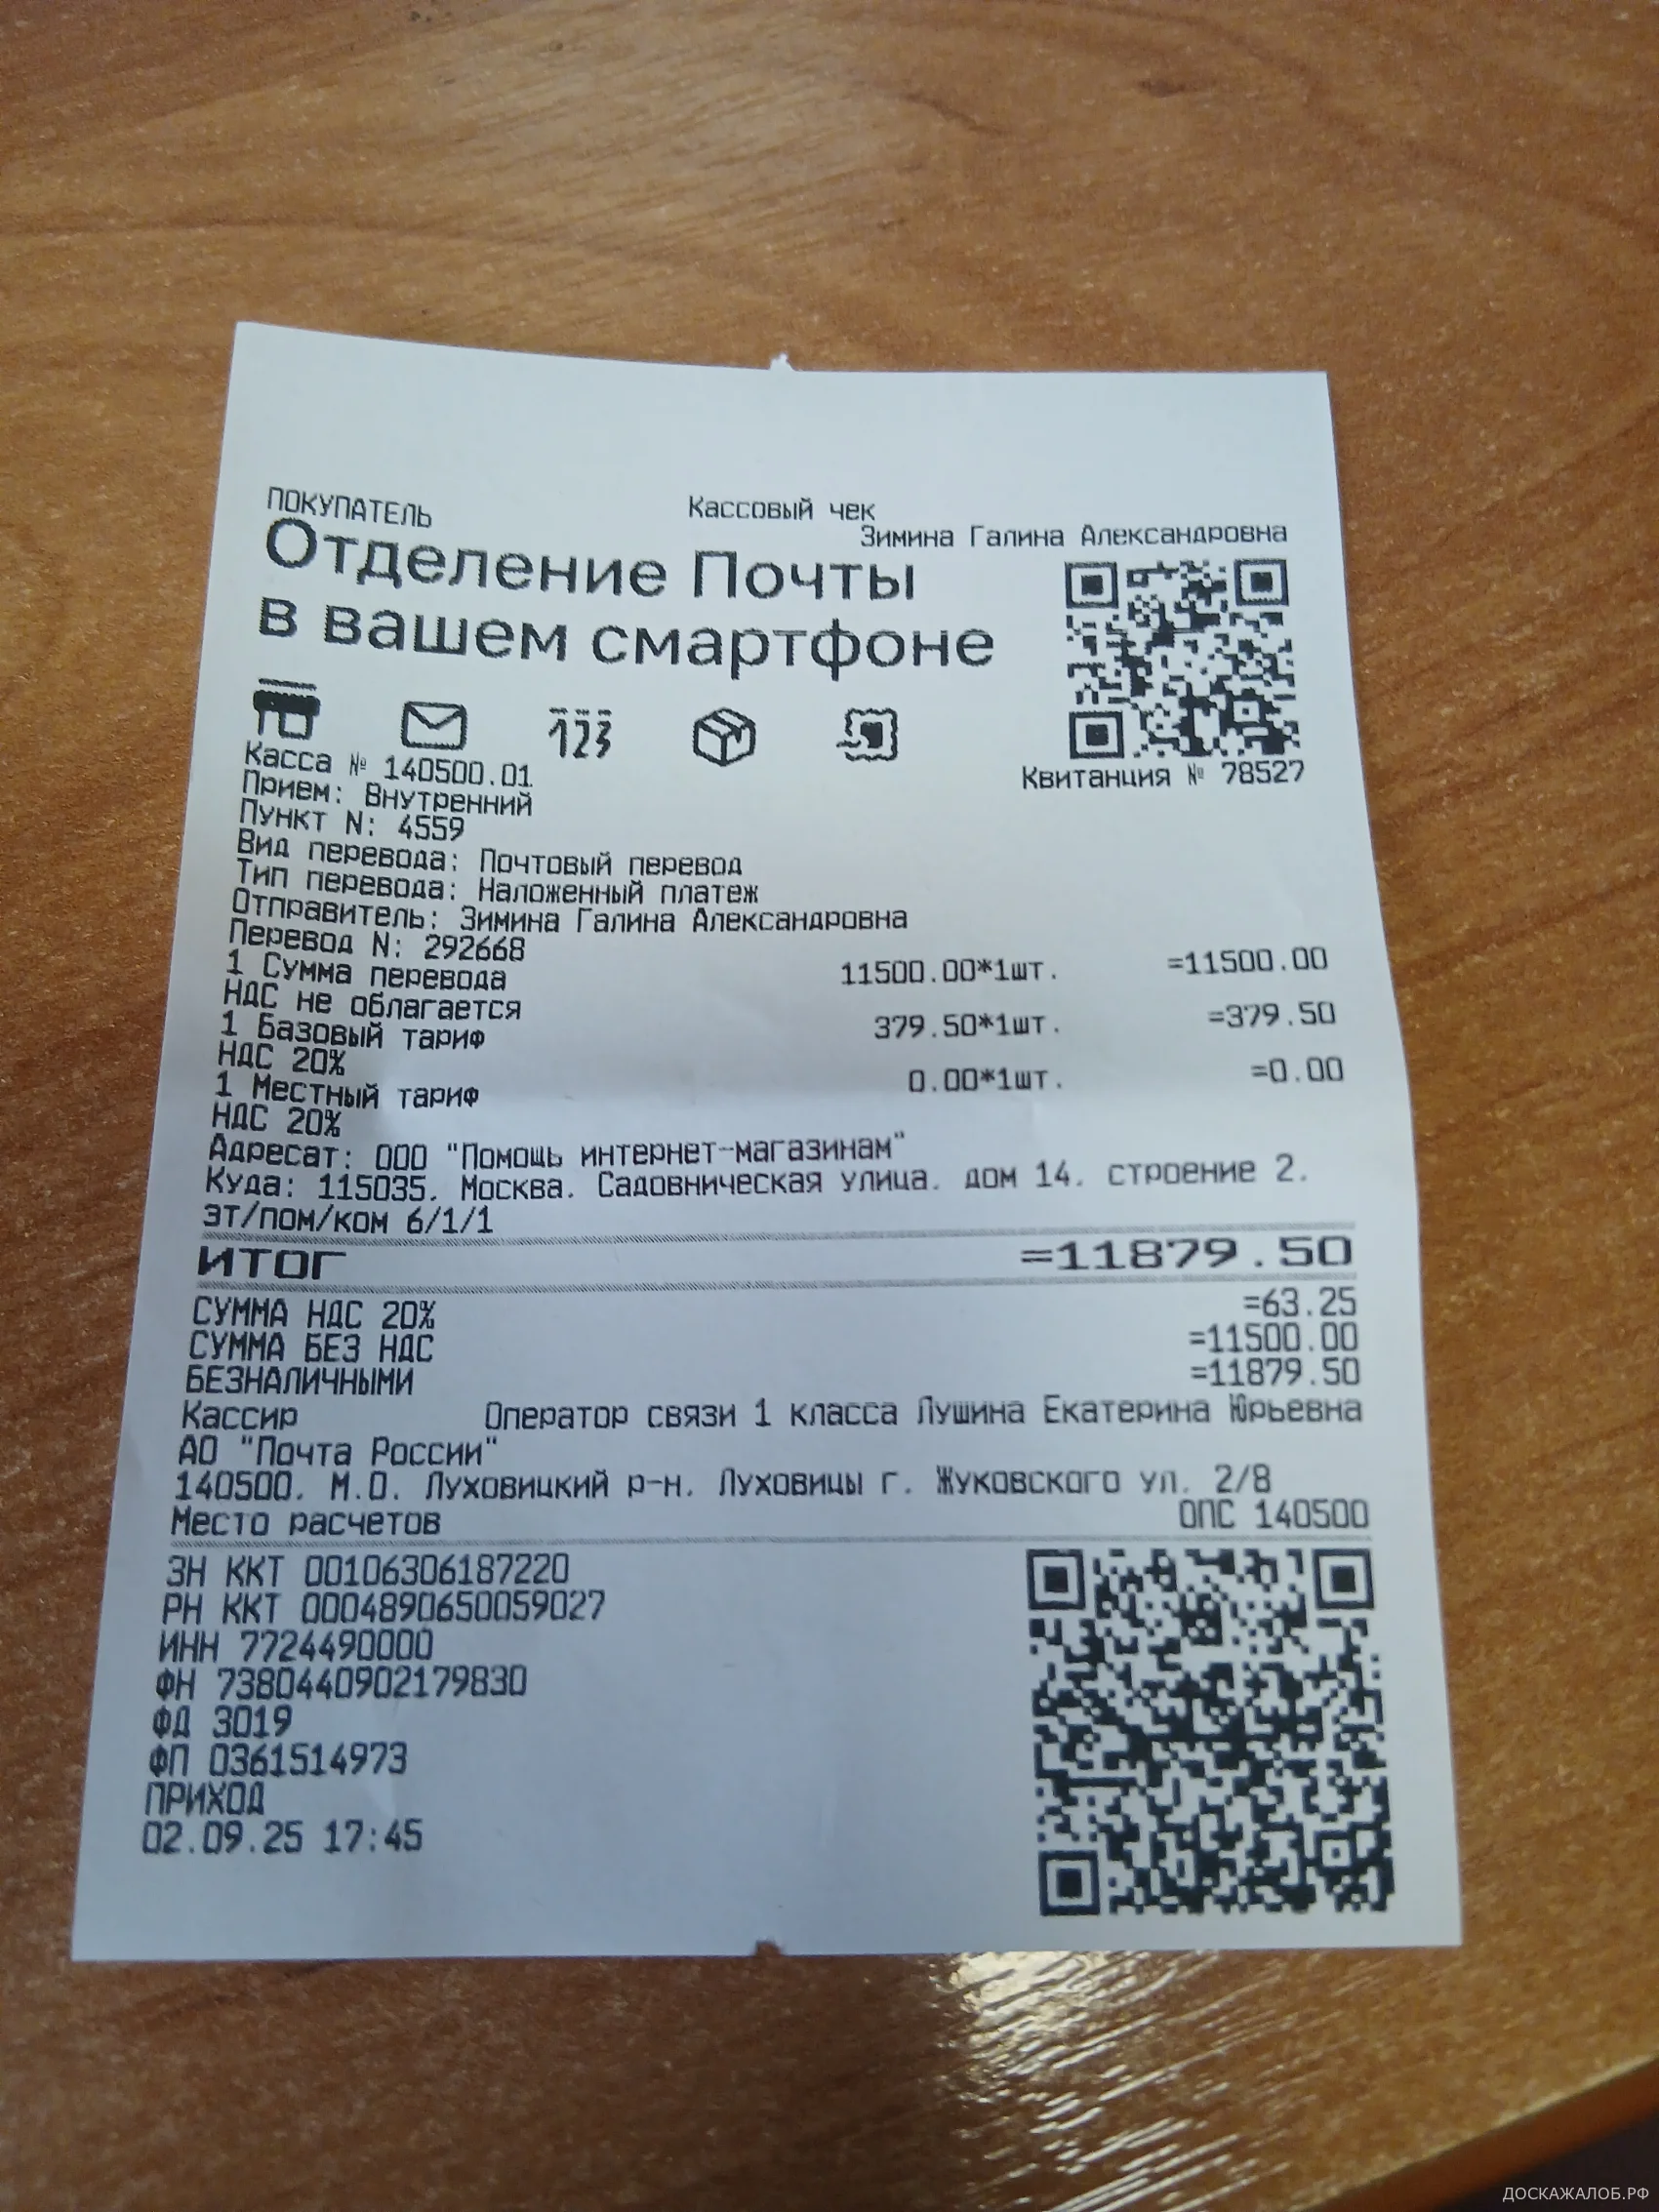 ПОКУПАТЕЛЬ Кассовый чек
Зимина Галина Александровна
Отделение Почты
в вашем смартфоне
123
Касса № 140500.01 Квитанция № 78527
Прием: Внутренний
Пункт N: 4559
Вид перевода: Почтовый перевод
Тип перевода: Наложенный платеж
Отправитель: Зимина Галина Александровна
Перевод N: 292668
1 Сумма перевода 11500.00*1шт. =11500.00
НДС не облагается
1 Базовый тариф 379.50*1шт. =379.50
НДС 20%
1 Местный тариф 0.00*1шт. =0.00
НДС 20%
Адресат: ООО "Помощь интернет-магазинам"
Куда: 115035, Москва, Садовническая улица, дом 14, строение 2,
эт/пом/ком 6/1/1
ИТОГ =11879.50
СУММА НДС 20% =63.25
СУММА БЕЗ НДС =11500.00
БЕЗНАЛИЧНЫМИ =11879.50
Кассир Оператор связи 1 класса Лушина Екатерина Юрьевна
АО "Почта России"
140500, М.О. Луховицкий р-н, Луховицы г. Жуковского ул. 2/8
Место расчетов ОПС 140500
ЗН ККТ 00106306187220
РН ККТ 0004890650059027
ИНН 7724490000
ФН 7380440902179830
ФД 3019
ФП 0361514973
ПРИХОД
02.09.25 17:45
ДОСКАЖАЛОБ.РФ